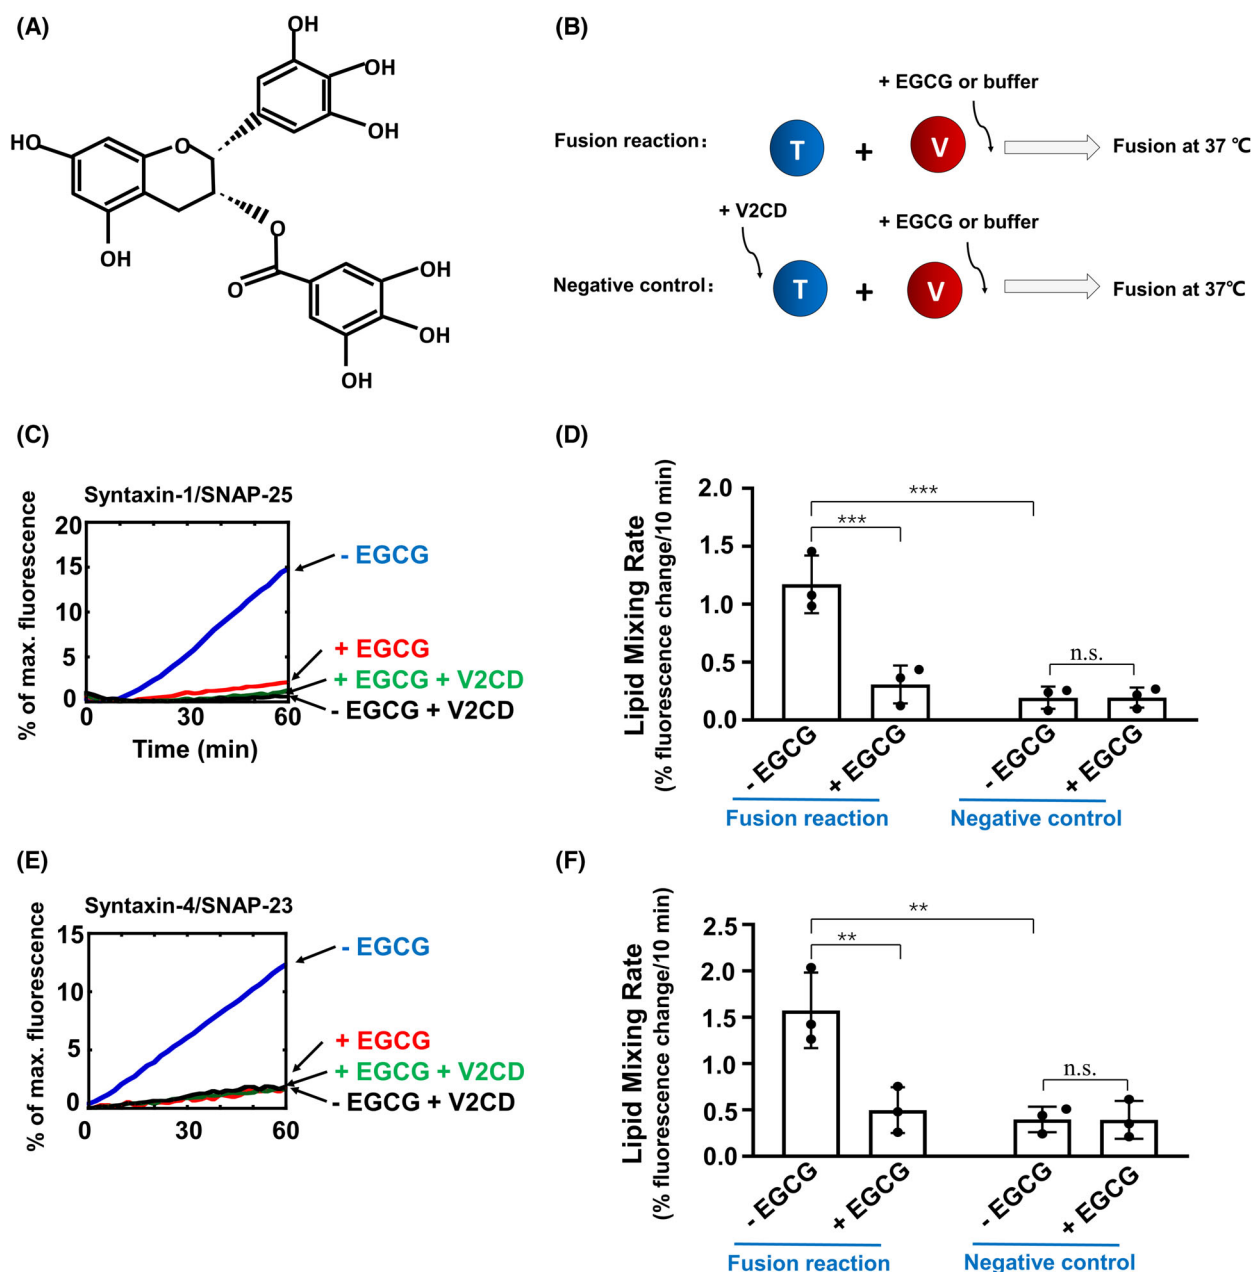 (A)
OH
OH
OH
HO
O
OH
O
O
OH
OH
OH
(B)
+ EGCG or buffer
Fusion reaction:
T
+
V
Fusion at 37 ℃
+ V2CD
+ EGCG or buffer
Negative control:
T
+
V
Fusion at 37℃
(C)
Syntaxin-1/SNAP-25
% of max. fluorescence
20
15
10
5
0
0
30
60
Time (min)
- EGCG
+ EGCG
+ EGCG + V2CD
- EGCG + V2CD
(D)
Lipid Mixing Rate
(% fluorescence change/10 min)
2.0
1.5
1.0
0.5
0.0
***
***
n.s.
- EGCG
+ EGCG
- EGCG
+ EGCG
Fusion reaction
Negative control
(E)
Syntaxin-4/SNAP-23
% of max. fluorescence
15
10
5
0
0
30
60
- EGCG
+ EGCG
+ EGCG + V2CD
- EGCG + V2CD
(F)
Lipid Mixing Rate
(% fluorescence change/10 min)
2.5
2.0
1.5
1.0
0.5
0.0
**
**
n.s.
- EGCG
+ EGCG
- EGCG
+ EGCG
Fusion reaction
Negative control